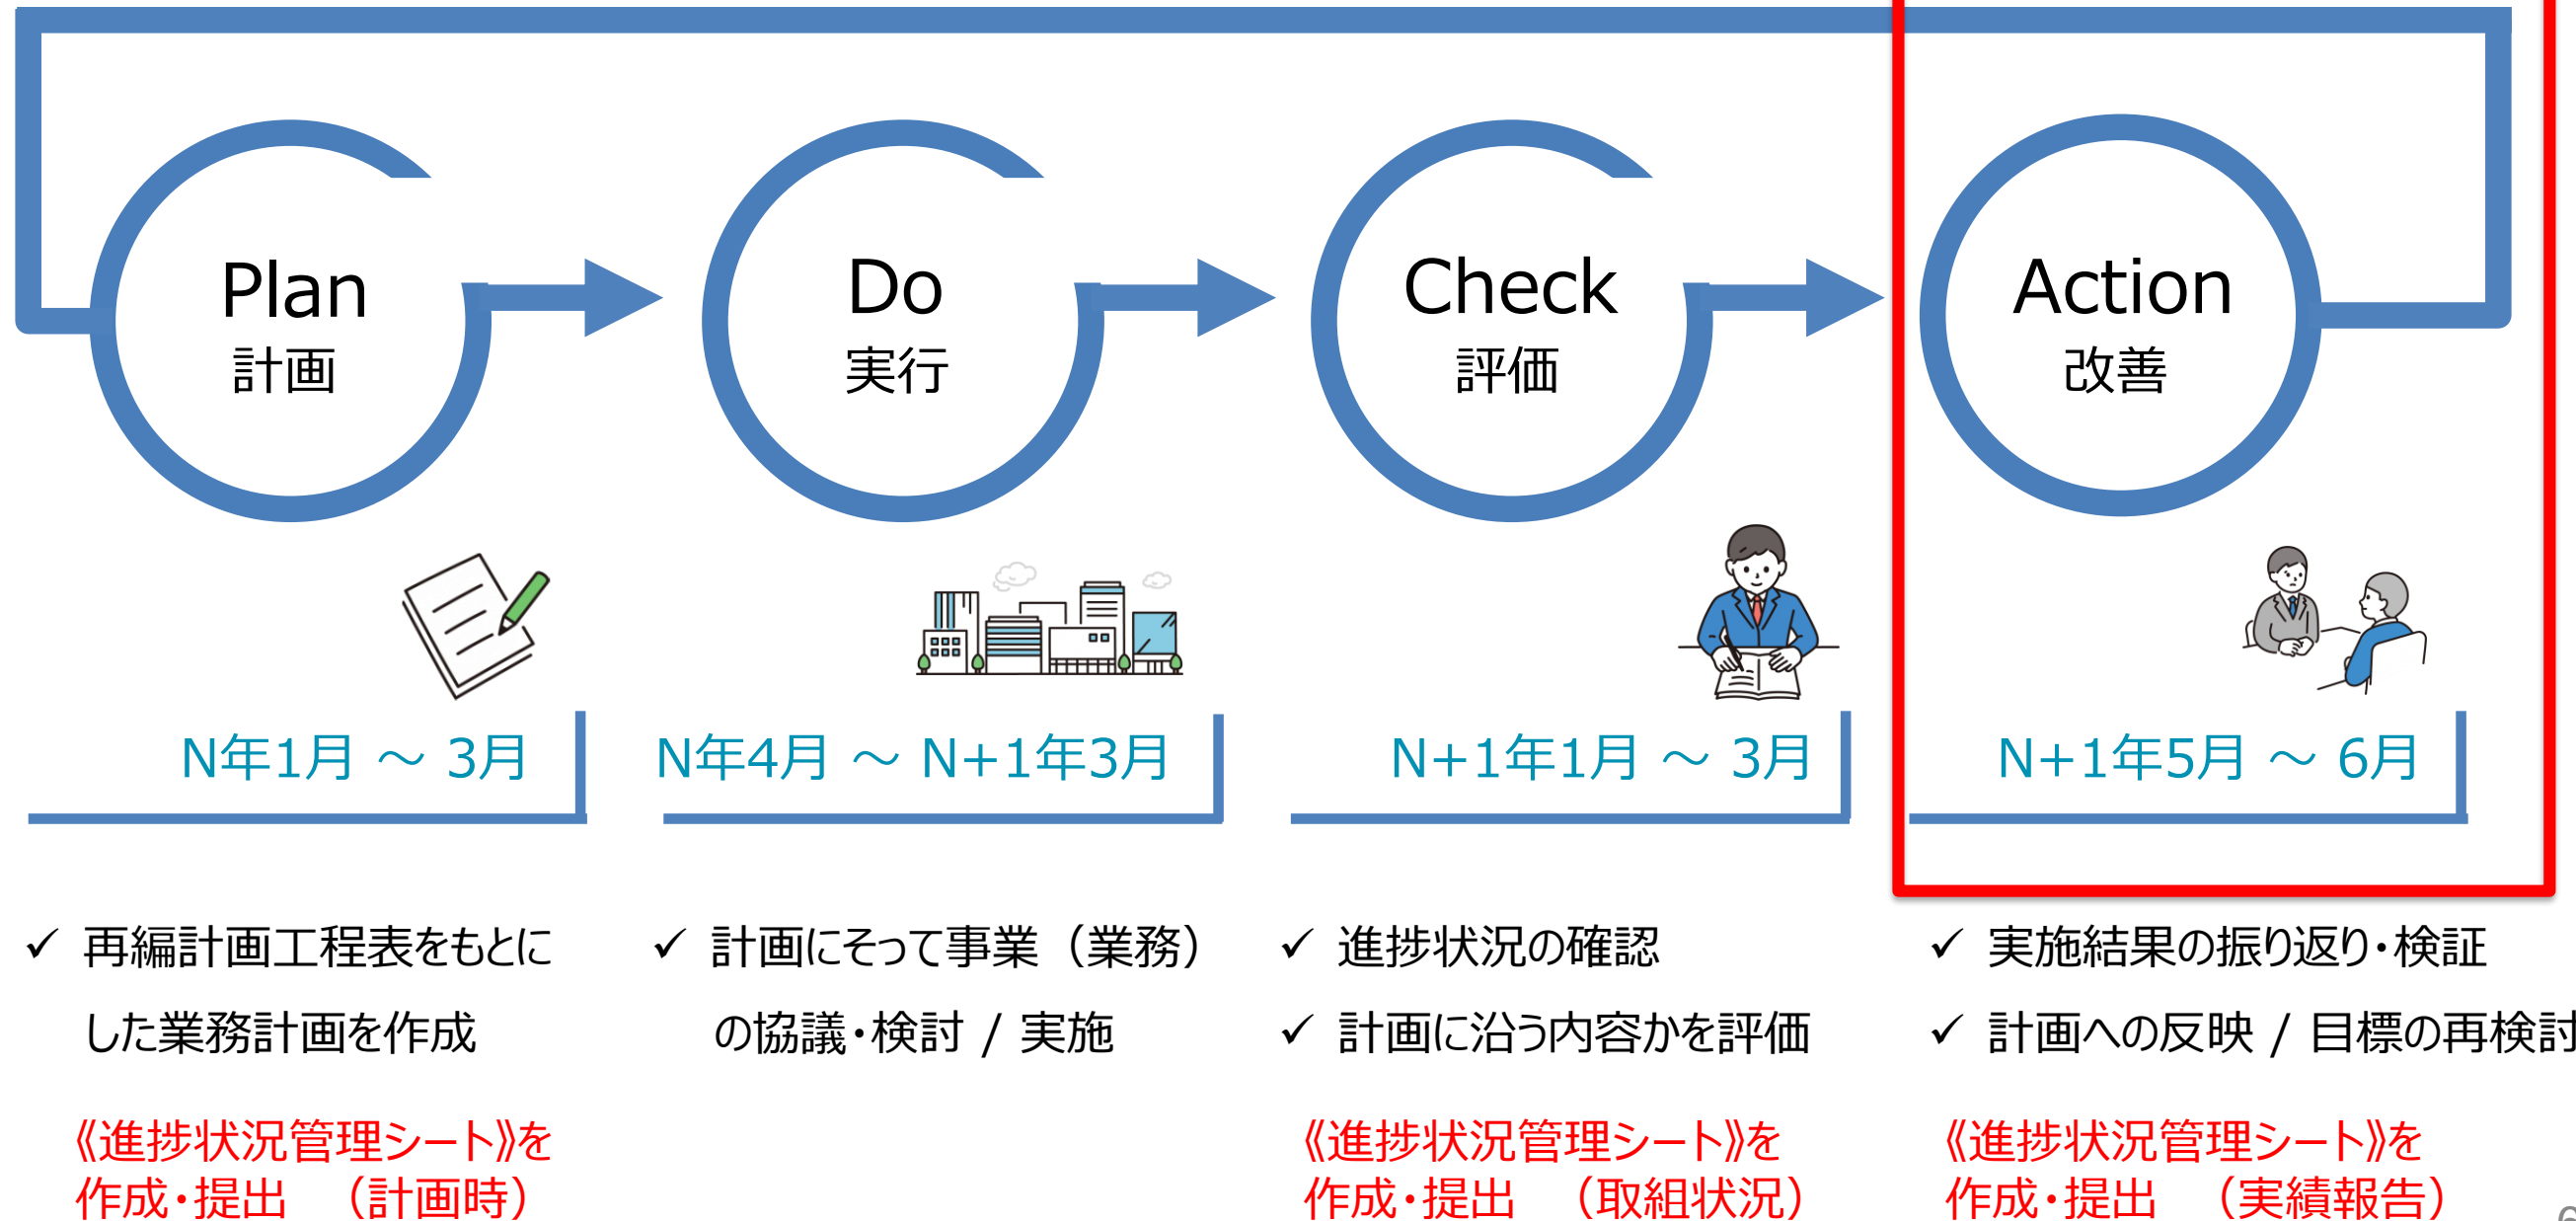 Plan
計画
Do
実行
Check
評価
Action
改善
N年1月 ～ 3月
N年4月 ～ N+1年3月
N+1年1月 ～ 3月
N+1年5月 ～ 6月
✓ 再編計画工程表をもとに
した業務計画を作成
《進捗状況管理シート》を
作成・提出　（計画時）
✓ 計画にそって事業（業務）
の協議・検討 / 実施
✓ 進捗状況の確認
✓ 計画に沿う内容かを評価
《進捗状況管理シート》を
作成・提出　（取組状況）
✓ 実施結果の振り返り・検証
✓ 計画への反映 / 目標の再検討
《進捗状況管理シート》を
作成・提出　（実績報告）